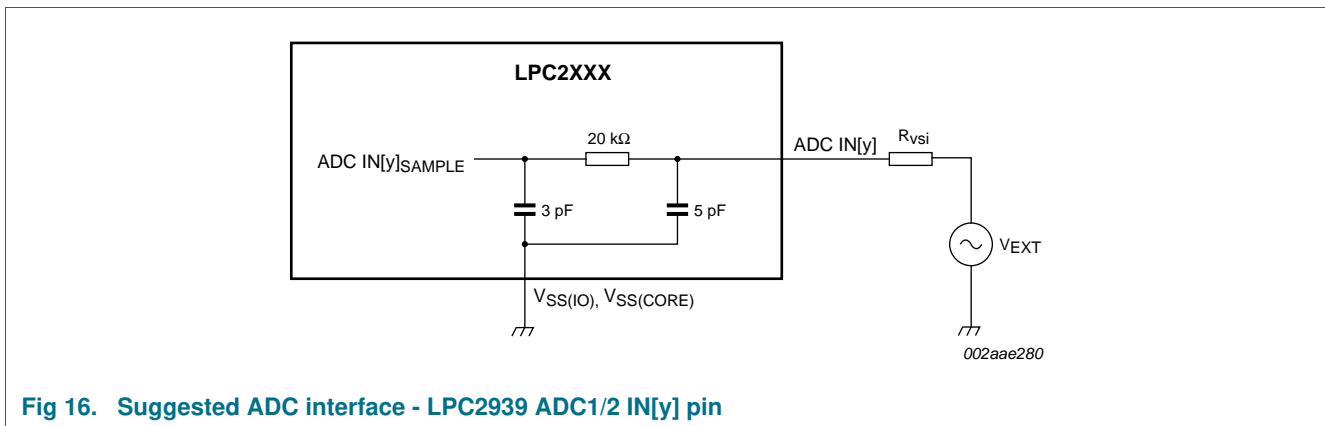 LPC2XXX
20 kΩ
ADC IN[y]SAMPLE
ADC IN[y]
Rvsi
3 pF
5 pF
VEXT
VSS(IO), VSS(CORE)
002aae280
Fig 16. Suggested ADC interface - LPC2939 ADC1/2 IN[y] pin